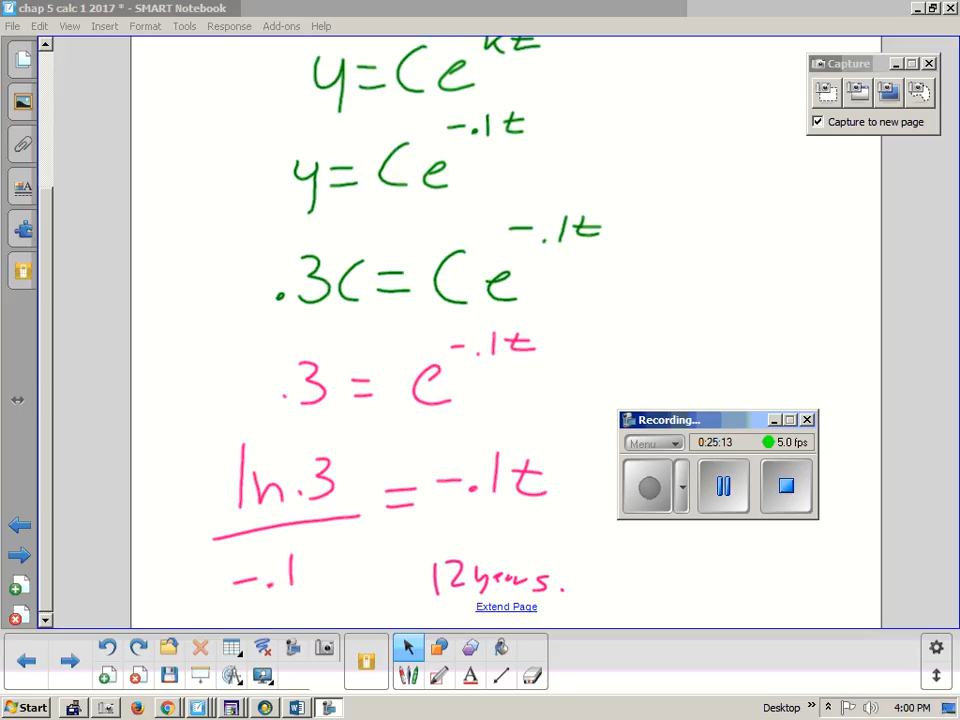 chap 5 calc 1 2017 * - SMART Notebook
File Edit View Insert Format Tools Response Add-ons Help
Capture
Capture to new page
y=Ce^kt
y=Ce^-.1t
.3C=Ce^-.1t
.3=e^-.1t
Recording...
Menu 0:25:13 5.0 fps
ln.3 = -.1t
-.1 12 years.
Extend Page
Start Desktop » 4:00 PM